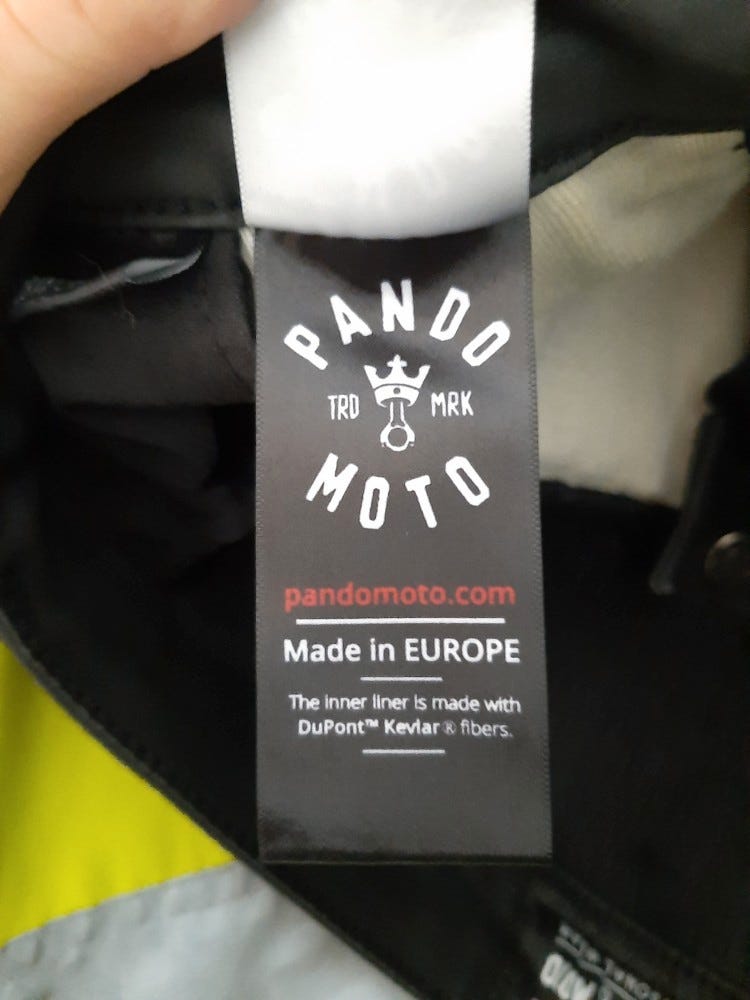 PANDO
TRD MRK
MOTO
pandomoto.com
Made in EUROPE
The inner liner is made with
DuPont™ Kevlar® fibers.